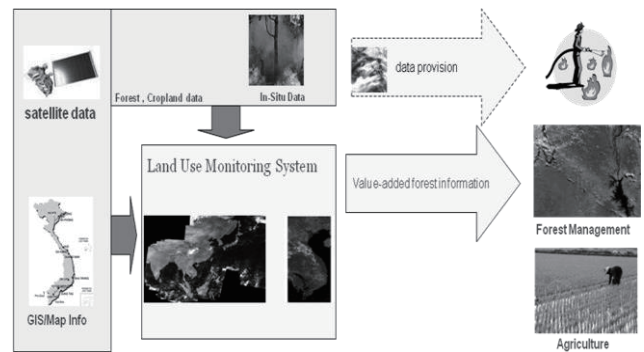 satellite data
Forest , Cropland data
In-Situ Data
data provision
Land Use Monitoring System
Value-added forest information
GIS/Map Info
Forest Management
Agriculture